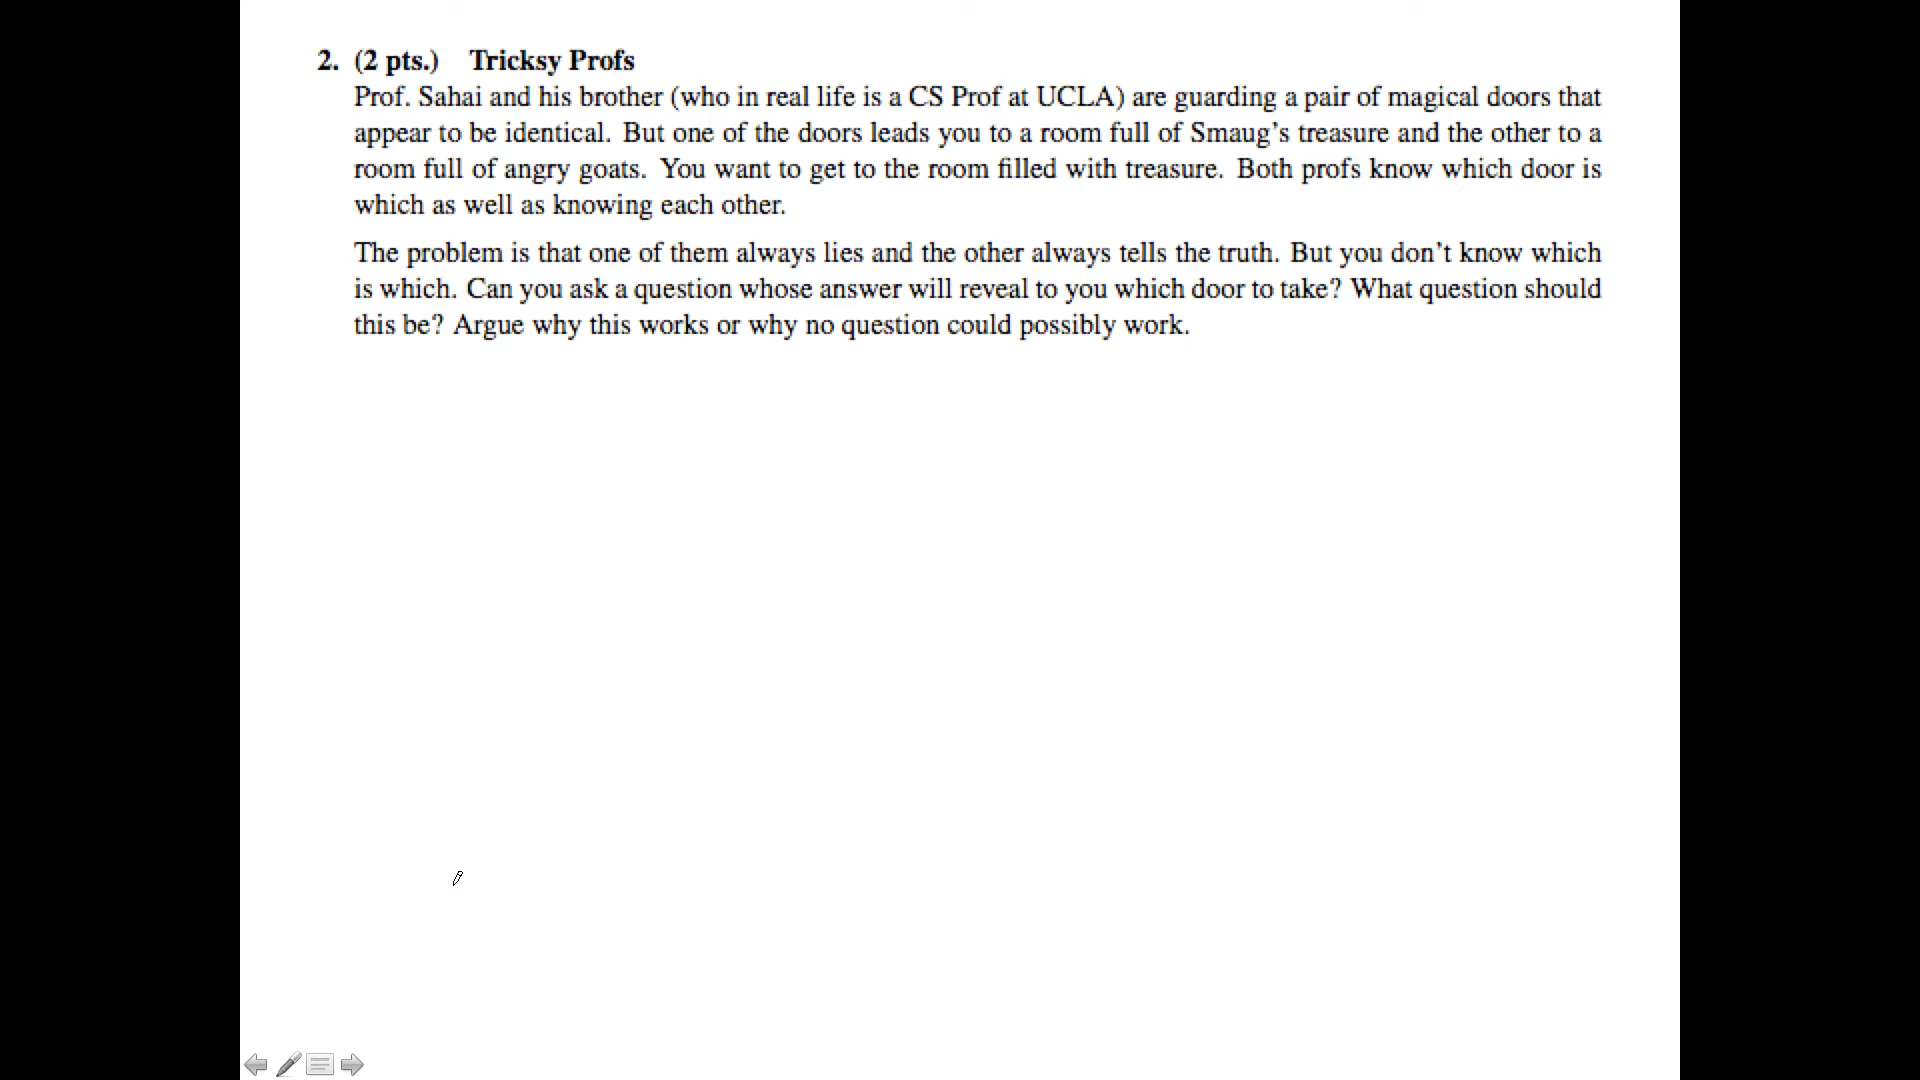 2. (2 pts.) Tricksy Profs
Prof. Sahai and his brother (who in real life is a CS Prof at UCLA) are guarding a pair of magical doors that
appear to be identical. But one of the doors leads you to a room full of Smaug's treasure and the other to a
room full of angry goats. You want to get to the room filled with treasure. Both profs know which door is
which as well as knowing each other.
The problem is that one of them always lies and the other always tells the truth. But you don't know which
is which. Can you ask a question whose answer will reveal to you which door to take? What question should
this be? Argue why this works or why no question could possibly work.